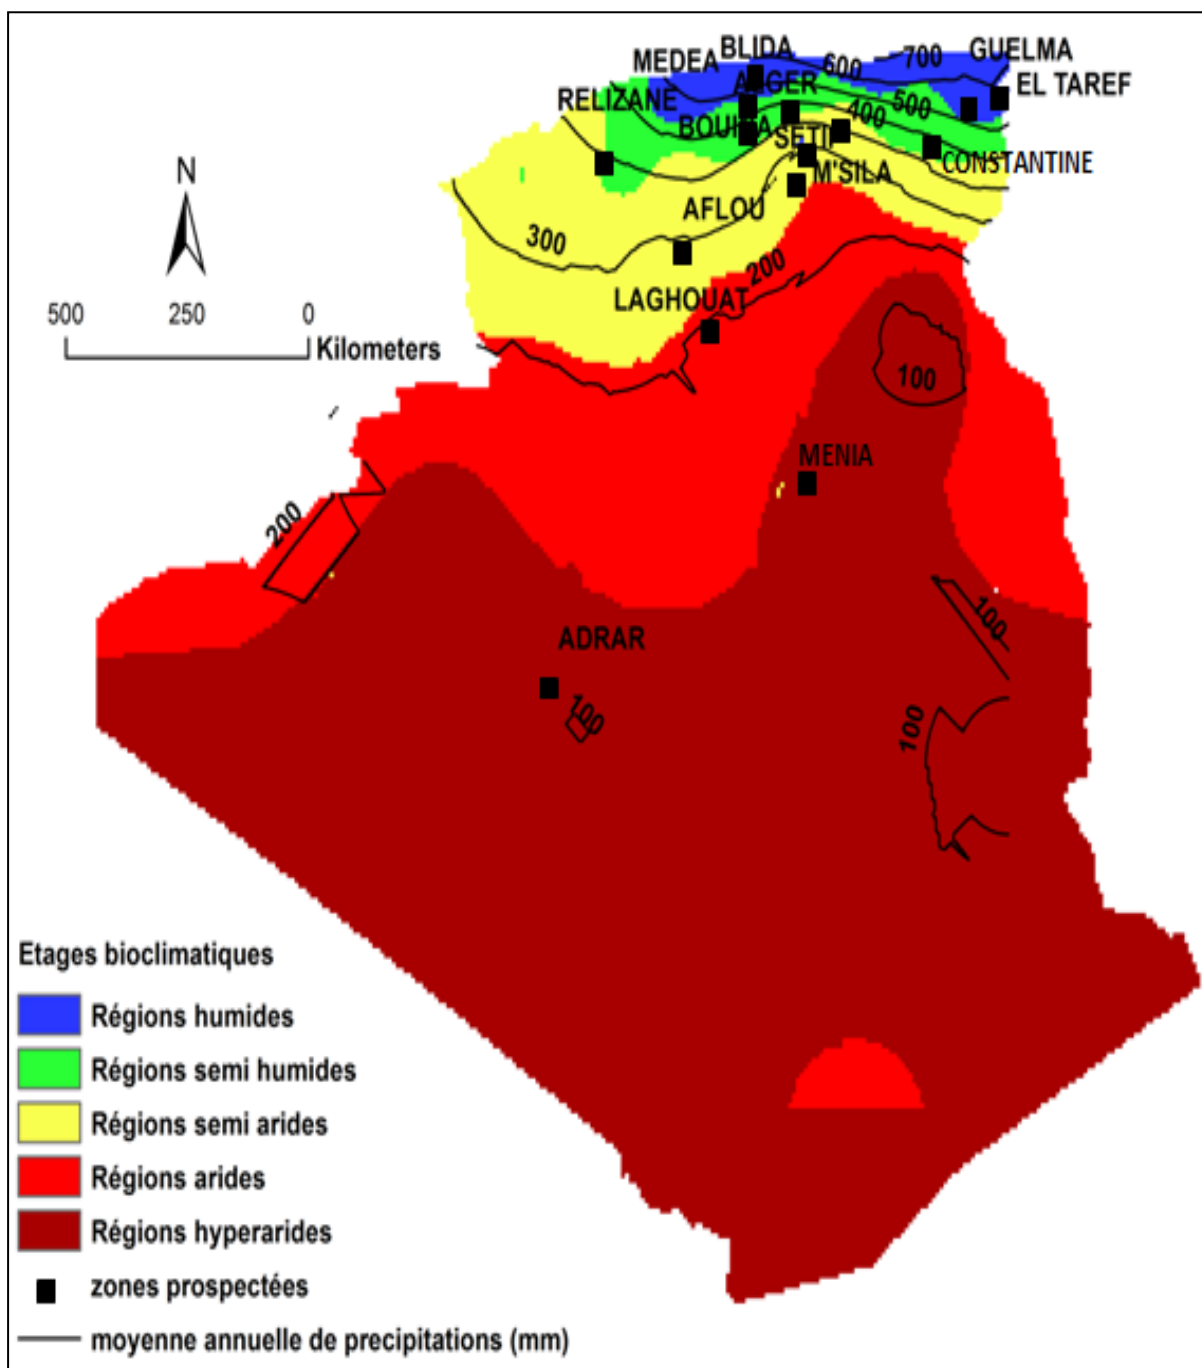 BLIDA
700
GUELMA
MEDEA
600
EL TAREF
RELIZANE
500
400
SETIF
CONSTANTINE
M'SILA
N
AFLOU
300
200
500 250 0
LAGHOUAT
Kilometers
100
MENIA
200
100
ADRAR
100
100
Etages bioclimatiques
Régions humides
Régions semi humides
Régions semi arides
Régions arides
Régions hyperarides
zones prospectées
moyenne annuelle de precipitations (mm)